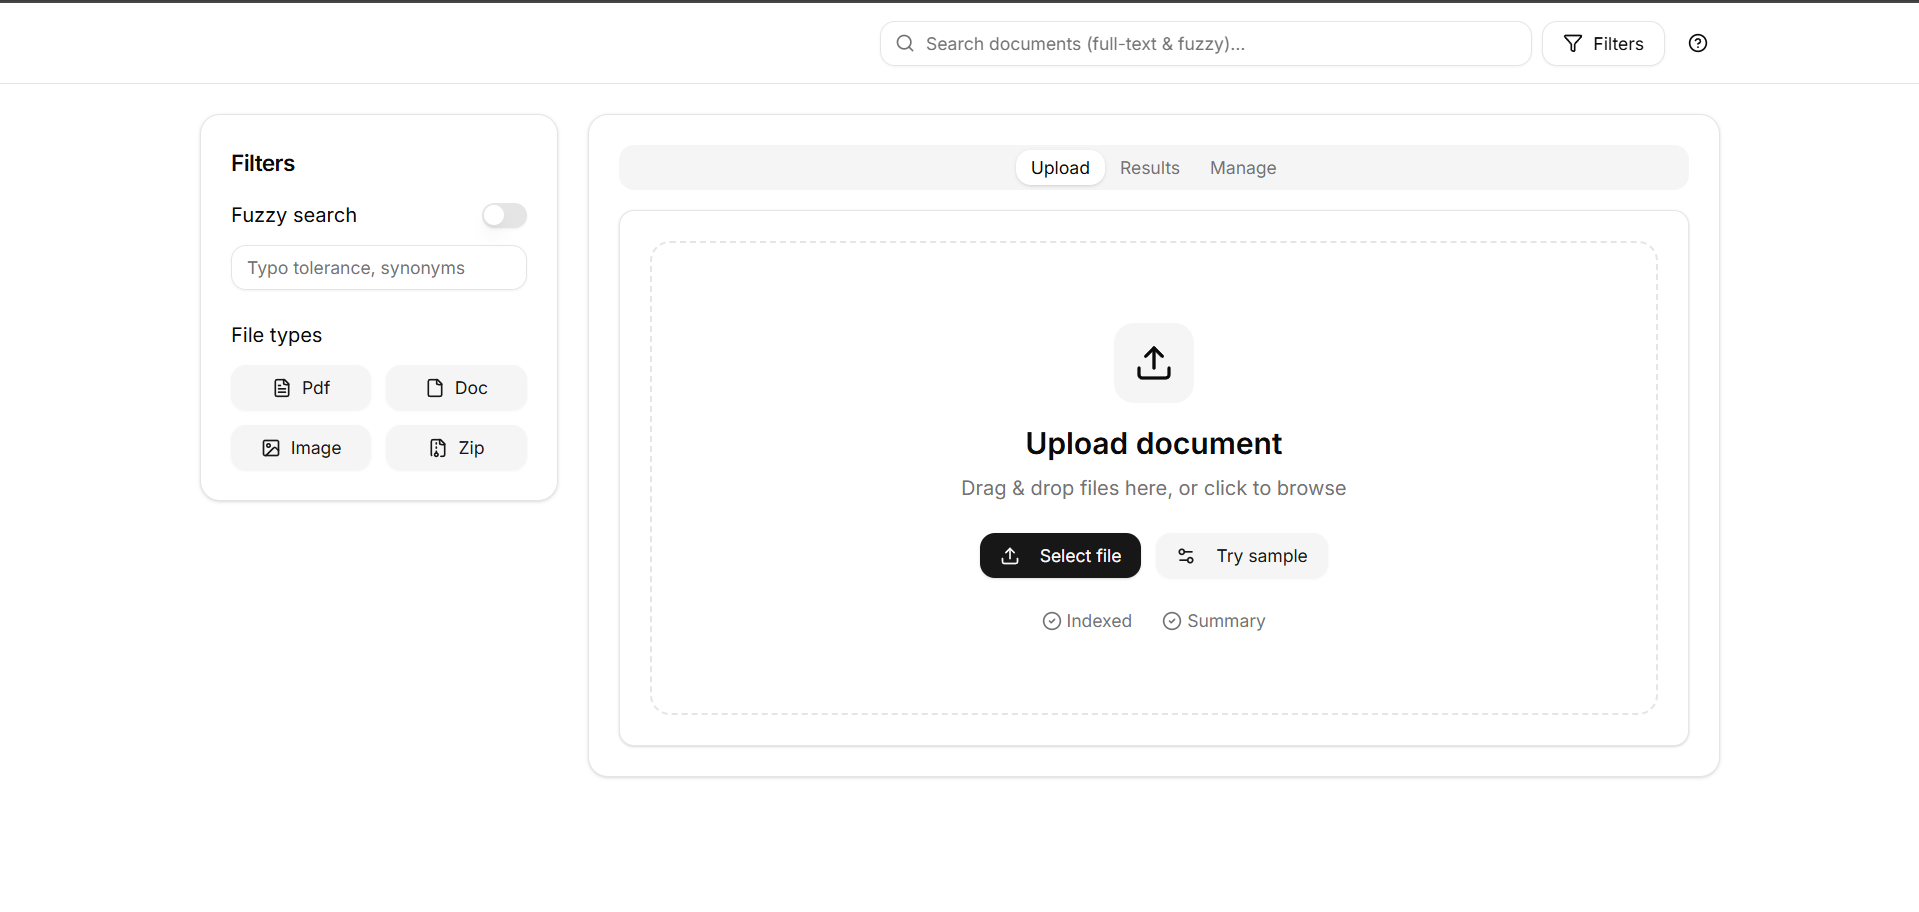 Search documents (full-text & fuzzy)...
Filters
Filters
Fuzzy search
Typo tolerance, synonyms
File types
Pdf
Doc
Image
Zip
Upload
Results
Manage
Upload document
Drag & drop files here, or click to browse
Select file
Try sample
Indexed
Summary